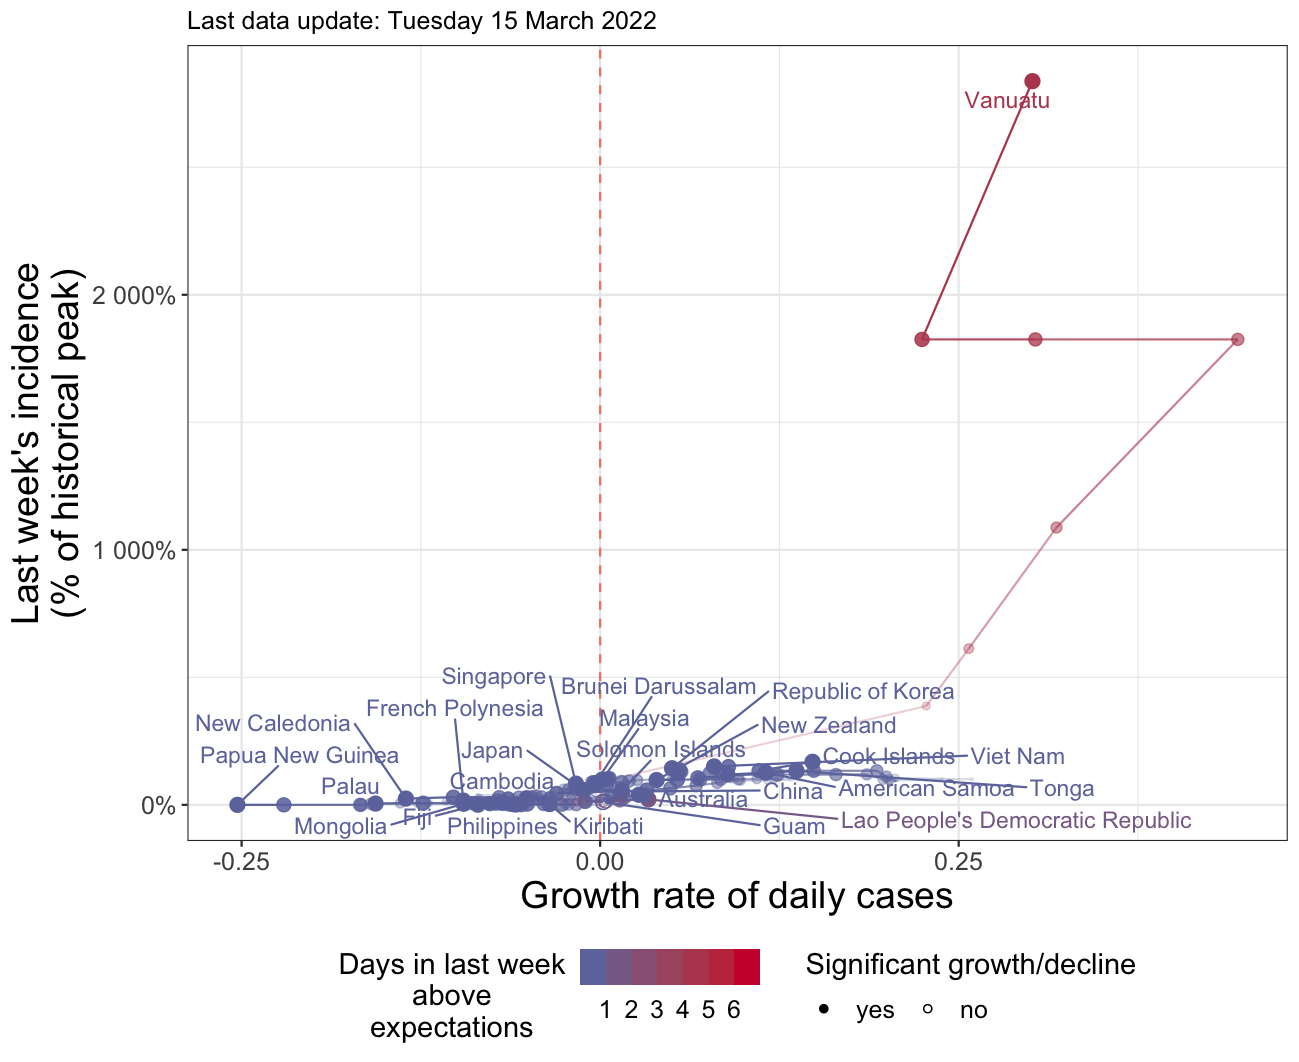 Last data update: Tuesday 15 March 2022
Last week's incidence
(% of historical peak)
2 000%
1 000%
0%
Vanuatu
Singapore
Brunei Darussalam
Republic of Korea
French Polynesia
Malaysia
New Caledonia
New Zealand
Japan
Solomon Islands
Papua New Guinea
Cook Islands
Viet Nam
Palau
Cambodia
China
American Samoa
Tonga
Australia
Mongolia
Fiji
Philippines
Kiribati
Guam
Lao People's Democratic Republic
-0.25
0.00
0.25
Growth rate of daily cases
Days in last week
above
expectations
1 2 3 4 5 6
Significant growth/decline
yes
no